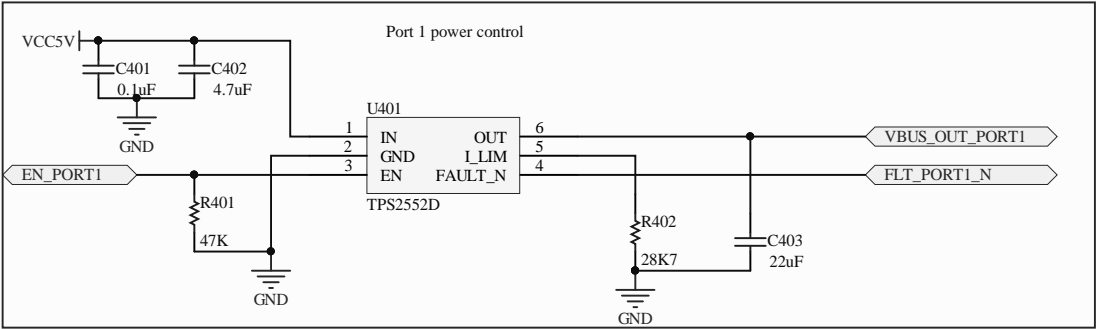 Port 1 power control
VCC5V
C401
0.1uF
C402
4.7uF
GND
U401
1
IN
OUT
6
VBUS_OUT_PORT1
2
GND
I_LIM
5
EN_PORT1
3
EN
FAULT_N
4
FLT_PORT1_N
TPS2552D
R401
47K
GND
R402
28K7
C403
22uF
GND